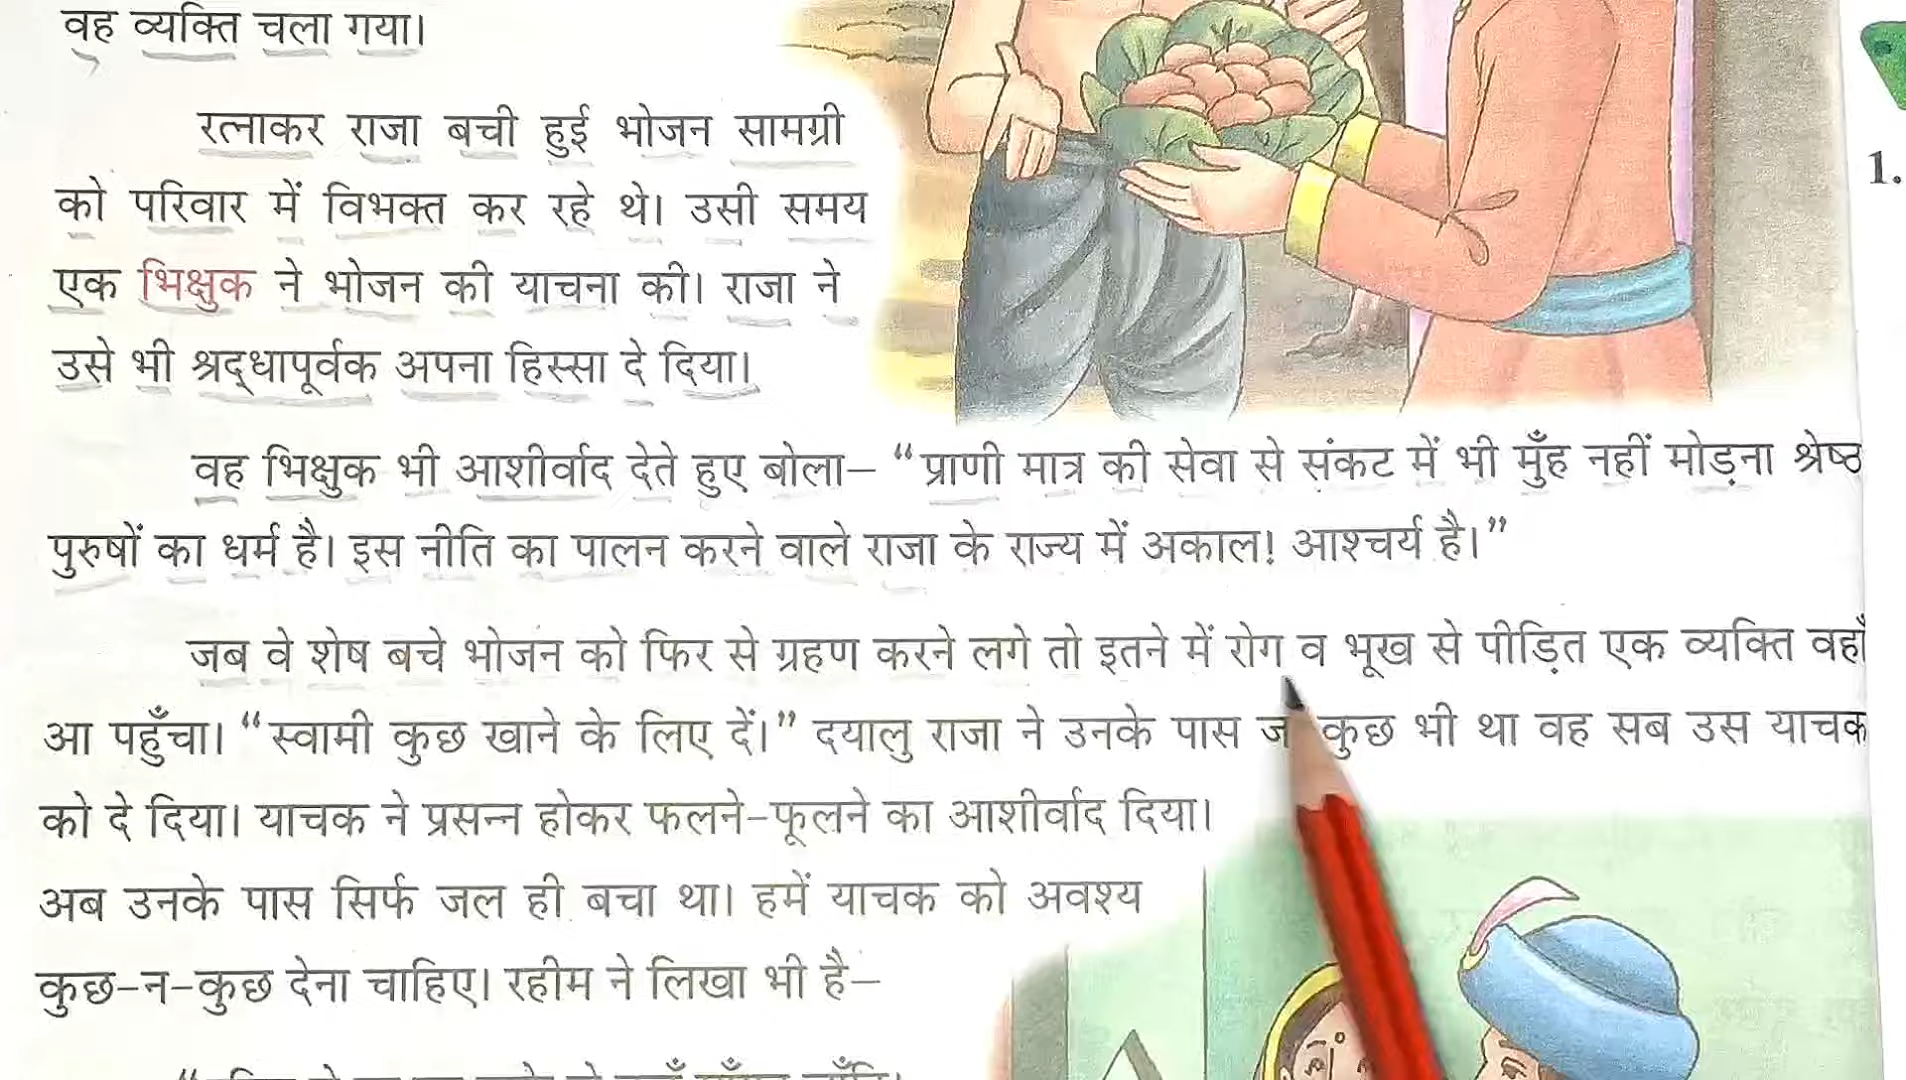 वह व्यक्ति चला गया।
रत्नाकर राजा बची हुई भोजन सामग्री
को परिवार में विभक्त कर रहे थे। उसी समय
एक भिक्षुक ने भोजन की याचना की। राजा ने
उसे भी श्रद्धापूर्वक अपना हिस्सा दे दिया।
वह भिक्षुक भी आशीर्वाद देते हुए बोला– “प्राणी मात्र की सेवा से संकट में भी मुँह नहीं मोड़ना श्रेष्ठ
पुरुषों का धर्म है। इस नीति का पालन करने वाले राजा के राज्य में अकाल! आश्चर्य है।”
जब वे शेष बचे भोजन को फिर से ग्रहण करने लगे तो इतने में रोग व भूख से पीड़ित एक व्यक्ति वहाँ
आ पहुँचा। “स्वामी कुछ खाने के लिए दें।” दयालु राजा ने उनके पास कुछ भी था वह सब उस याचक
को दे दिया। याचक ने प्रसन्न होकर फलने-फूलने का आशीर्वाद दिया।
अब उनके पास सिर्फ जल ही बचा था। हमें याचक को अवश्य
कुछ-न-कुछ देना चाहिए। रहीम ने लिखा भी है–
1.